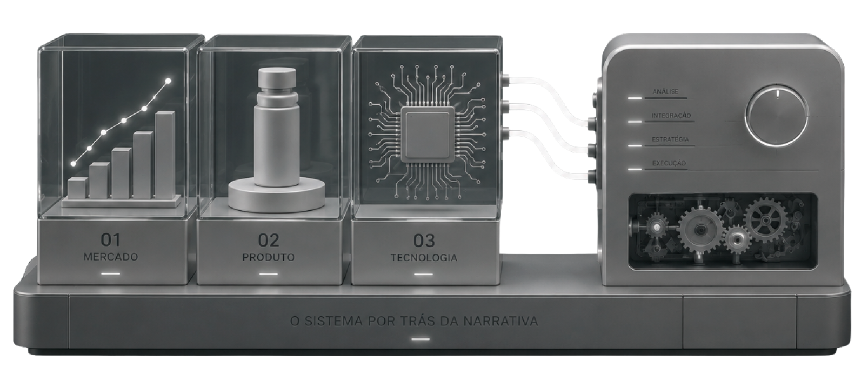 01
MERCADO
02
PRODUTO
03
TECNOLOGIA
ANÁLISE
INTEGRAÇÃO
ESTRATÉGIA
EXECUÇÃO
O SISTEMA POR TRÁS DA NARRATIVA